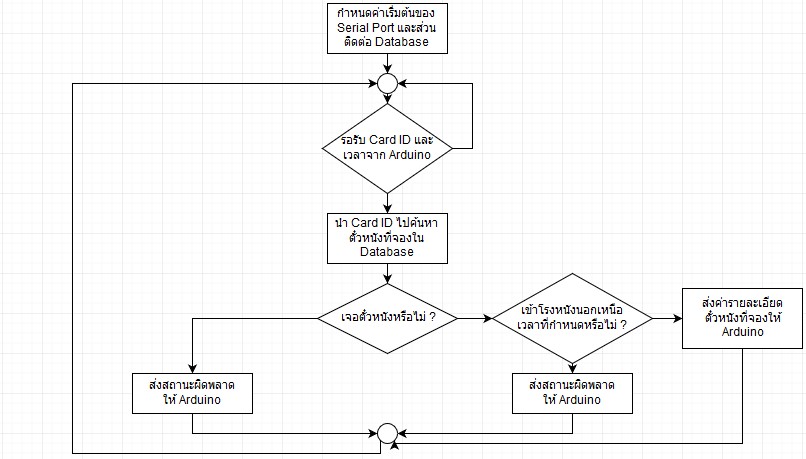 กำหนดค่าเริ่มต้นของ
Serial Port และส่วน
ติดต่อ Database
รอรับ Card ID และ
เวลาจาก Arduino
นำ Card ID ไปค้นหา
ตั๋วหนังที่จองใน
Database
เจอตั๋วหนังหรือไม่ ?
เข้าโรงหนังนอกเหนือ
เวลาที่กำหนดหรือไม่ ?
ส่งค่ารายละเอียด
ตั๋วหนังที่จองให้
Arduino
ส่งสถานะผิดพลาด
ให้ Arduino
ส่งสถานะผิดพลาด
ให้ Arduino